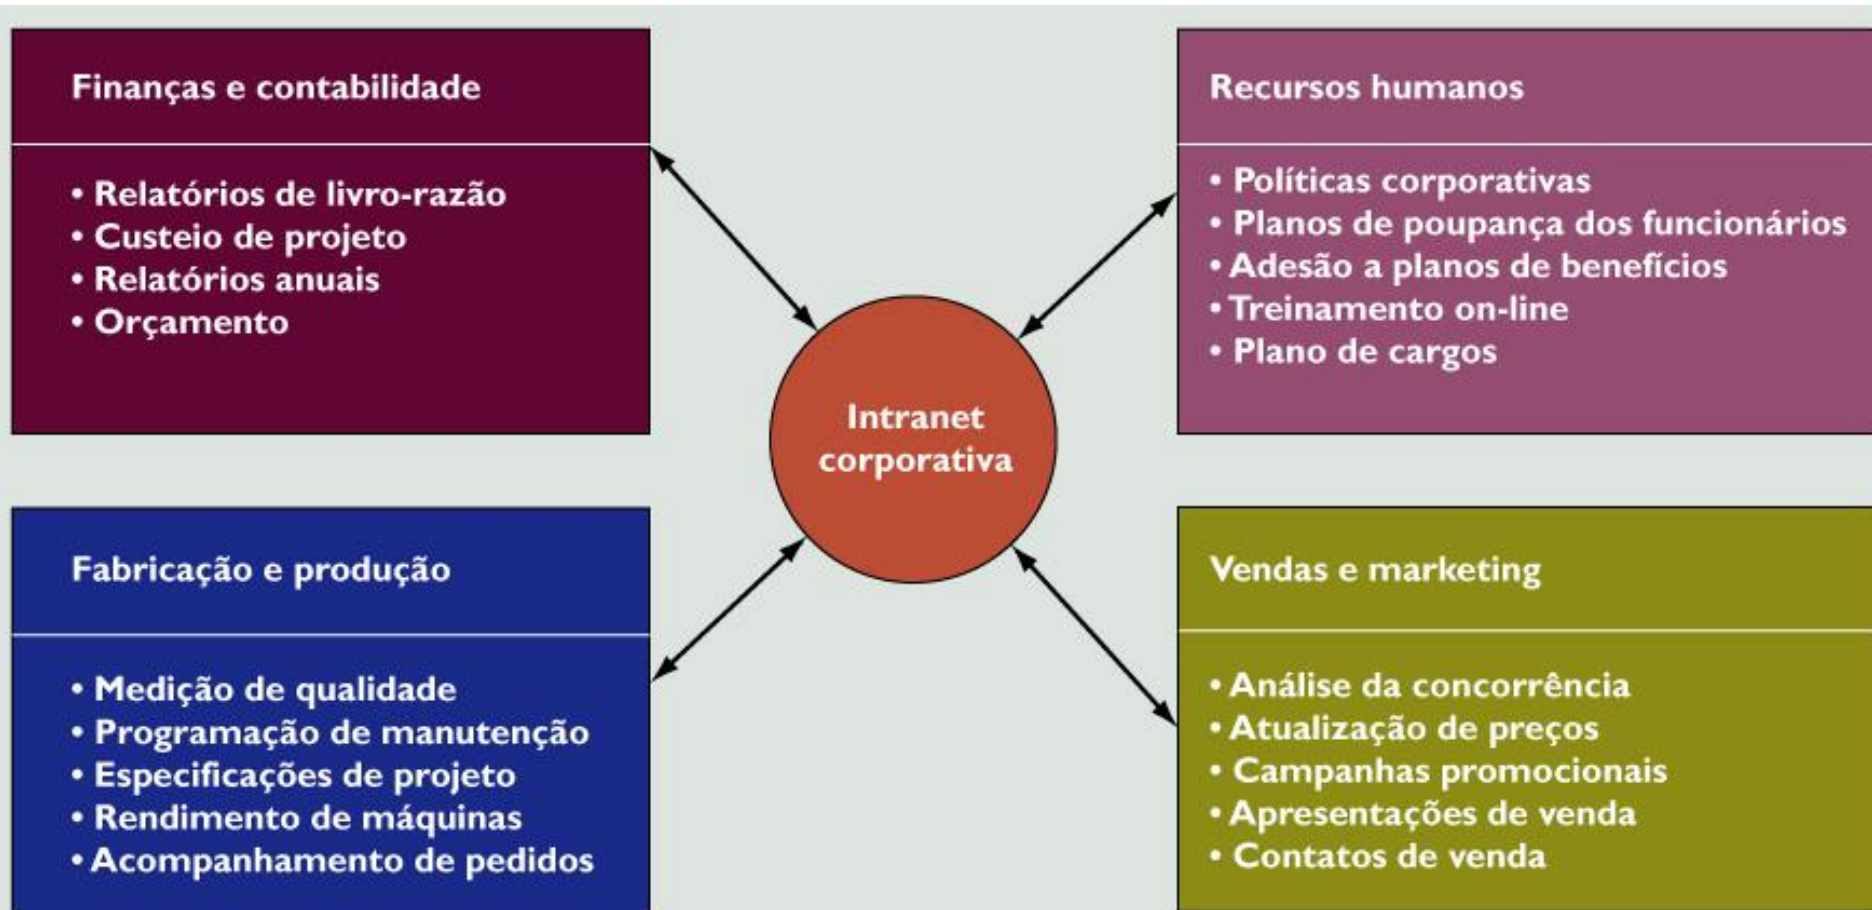 Finanças e contabilidade
• Relatórios de livro-razão
• Custeio de projeto
• Relatórios anuais
• Orçamento
Recursos humanos
• Políticas corporativas
• Planos de poupança dos funcionários
• Adesão a planos de benefícios
• Treinamento on-line
• Plano de cargos
Intranet
corporativa
Fabricação e produção
• Medição de qualidade
• Programação de manutenção
• Especificações de projeto
• Rendimento de máquinas
• Acompanhamento de pedidos
Vendas e marketing
• Análise da concorrência
• Atualização de preços
• Campanhas promocionais
• Apresentações de venda
• Contatos de venda